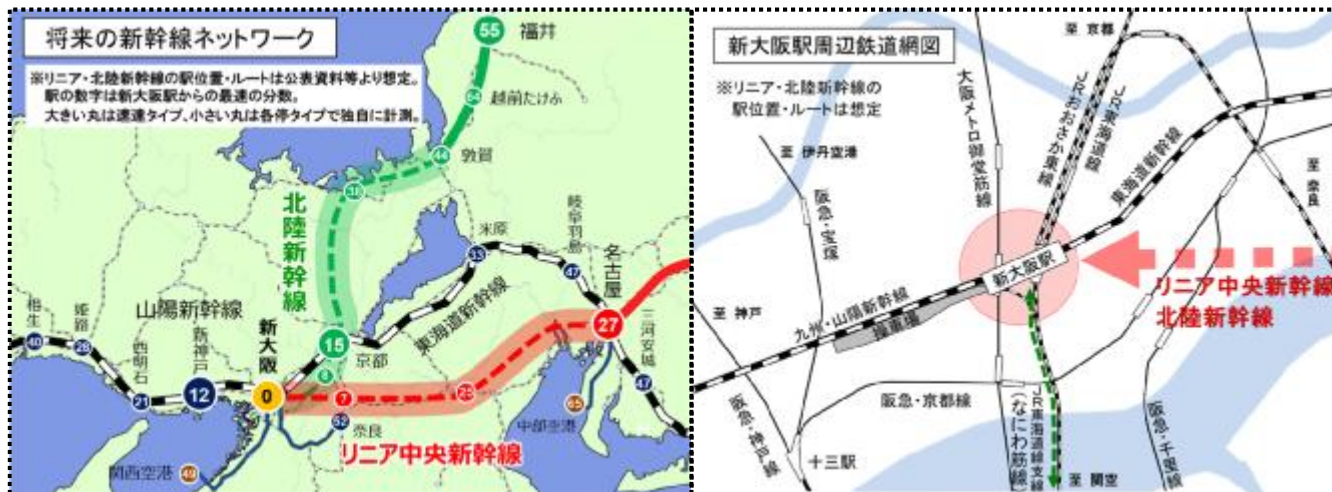 将来の新幹線ネットワーク
※リニア・北陸新幹線の駅位置・ルートは公表資料等より想定。
駅の数字は新大阪駅からの最速の分数。
大きい丸は速達タイプ、小さい丸は各停タイプで独自に計測。
55
福井
越前たけふ
44
敦賀
北陸新幹線
米原
33
岐阜羽島
47
名古屋
27
三河安城
47
東海道新幹線
15
京都
山陽新幹線
相生
40
姫路
28
西明石
21
新神戸
12
新大阪
0
7
25
52
奈良
リニア中央新幹線
中部空港
関西空港
49
新大阪駅周辺鉄道網図
※リニア・北陸新幹線の
駅位置・ルートは想定
至 京都
大阪メトロ御堂筋線
JRおおさか東線
JR東海道線
東海道新幹線
至 伊丹空港
至 奈良
阪急・宝塚
新大阪駅
リニア中央新幹線
北陸新幹線
九州・山陽新幹線
操車場
至 神戸
阪急・神戸線
十三駅
阪急・京都線
JR東海道線支線
(なにわ筋線)
至 関空
阪急・千里線